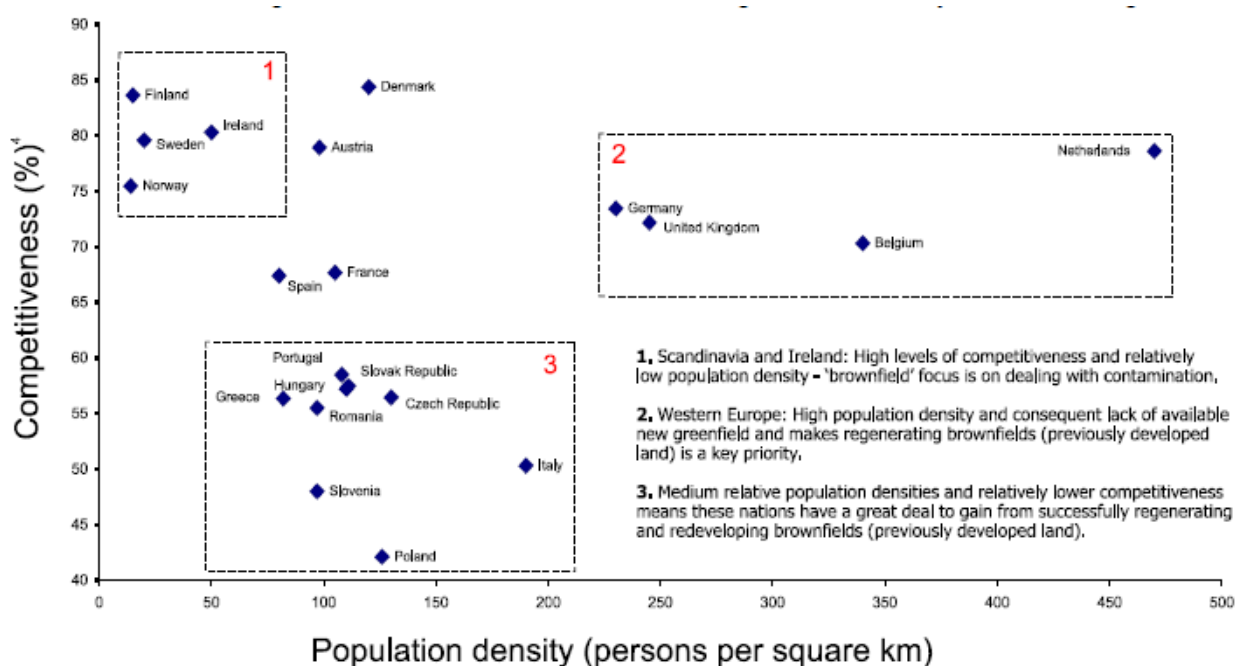 90
85
80
75
70
65
60
55
50
45
40
Competitiveness (%)⁴
1
Finland
Ireland
Sweden
Norway
Denmark
Austria
2
Netherlands
Germany
United Kingdom
Belgium
Spain
France
3
Portugal
Slovak Republic
Hungary
Greece
Czech Republic
Romania
Italy
Slovenia
Poland
1. Scandinavia and Ireland: High levels of competitiveness and relatively
low population density - 'brownfield' focus is on dealing with contamination.
2. Western Europe: High population density and consequent lack of available
new greenfield and makes regenerating brownfields (previously developed
land) is a key priority.
3. Medium relative population densities and relatively lower competitiveness
means these nations have a great deal to gain from successfully regenerating
and redeveloping brownfields (previously developed land).
0 50 100 150 200 250 300 350 400 450 500
Population density (persons per square km)